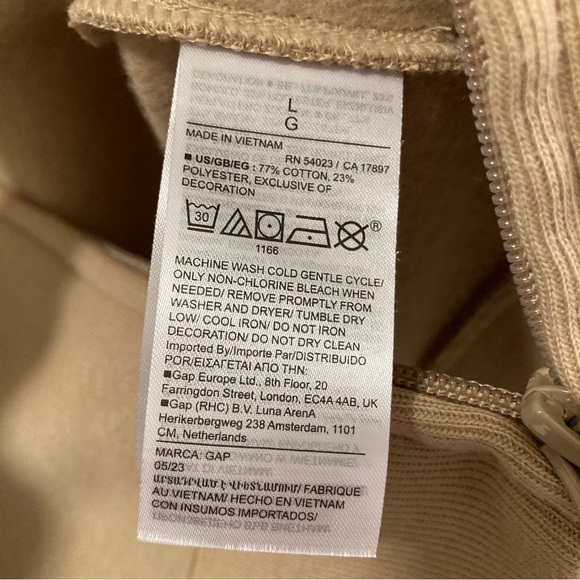 L
G
MADE IN VIETNAM
RN 54023 / CA 17897
■ US/GB/EG : 77% COTTON, 23%
POLYESTER, EXCLUSIVE OF
DECORATION
30
®
1166
MACHINE WASH COLD GENTLE CYCLE/
ONLY NON-CHLORINE BLEACH WHEN
NEEDED/ REMOVE PROMPTLY FROM
WASHER AND DRYER/ TUMBLE DRY
LOW/ COOL IRON/ DO NOT IRON
DECORATION/ DO NOT DRY CLEAN
Imported By/Importe Par/DISTRIBUIDO
POR/ΕΙΣΑΓΕΤΑΙ ΑΠΟ ΤΗΝ:
■Gap Europe Ltd., 8th Floor, 20
Farringdon Street, London, EC4A 4AB, UK
■Gap (RHC) B.V. Luna ArenA
Herikerbergweg 238 Amsterdam, 1101
CM, Netherlands
MARCA: GAP
05/23
ԱՐՏԱԴՐՎԱԾ Է ՎԻԵՏՆԱՄՈՒՄ/ FABRIQUÉ
AU VIETNAM/ HECHO EN VIETNAM
CON INSUMOS IMPORTADOS/